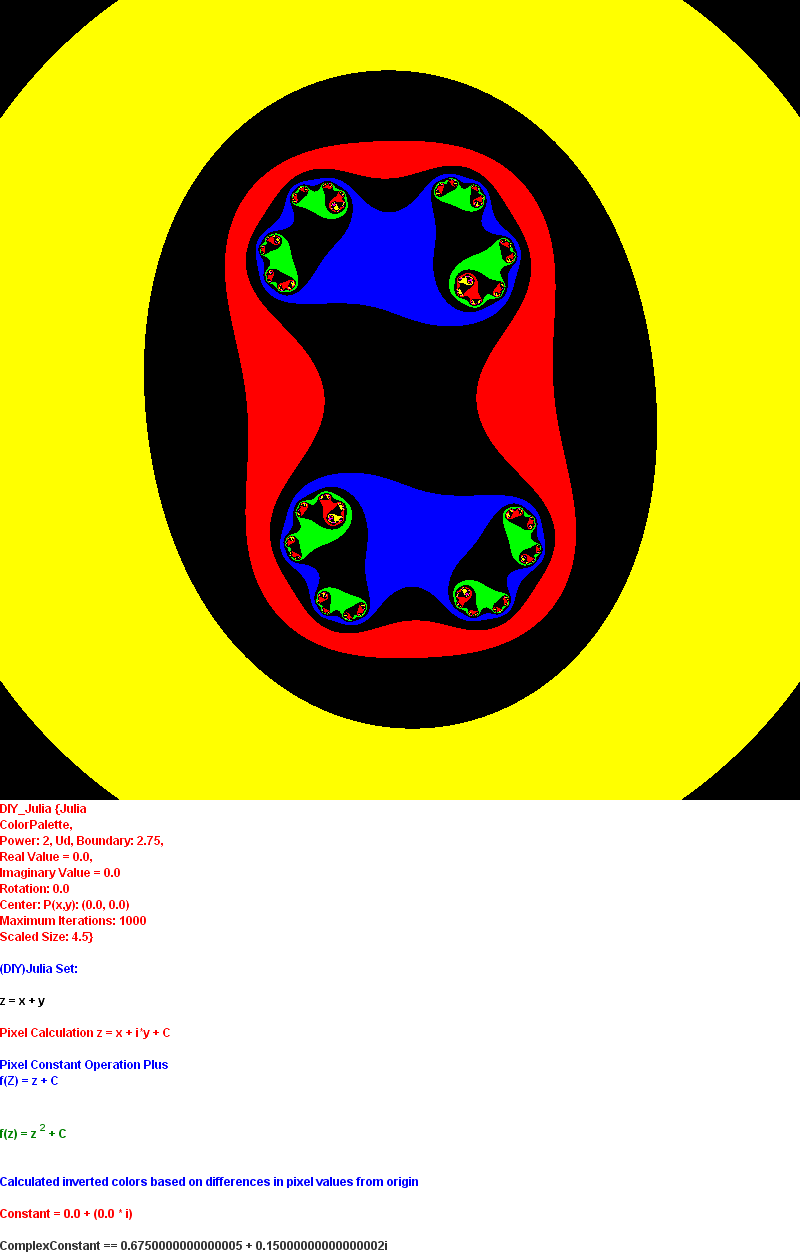 DIY_Julia {Julia
ColorPalette,
Power: 2, Ud, Boundary: 2.75,
Real Value = 0.0,
Imaginary Value = 0.0
Rotation: 0.0
Center: P(x,y): (0.0, 0.0)
Maximum Iterations: 1000
Scaled Size: 4.5}
(DIY)Julia Set:
z = x + y
Pixel Calculation z = x + i*y + C
Pixel Constant Operation Plus
f(Z) = z + C
f(z) = z ² + C
Calculated inverted colors based on differences in pixel values from origin
Constant = 0.0 + (0.0 * i)
ComplexConstant == 0.6750000000000005 + 0.15000000000000002i